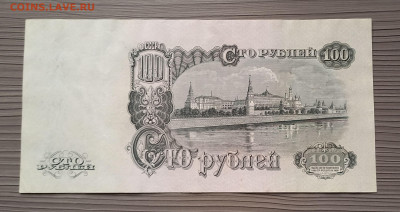 COINS.LAVE.RU
СТО РУБЛЕЙ 100
100
СТО рублей
СТО
РУБЛЕЙ
100